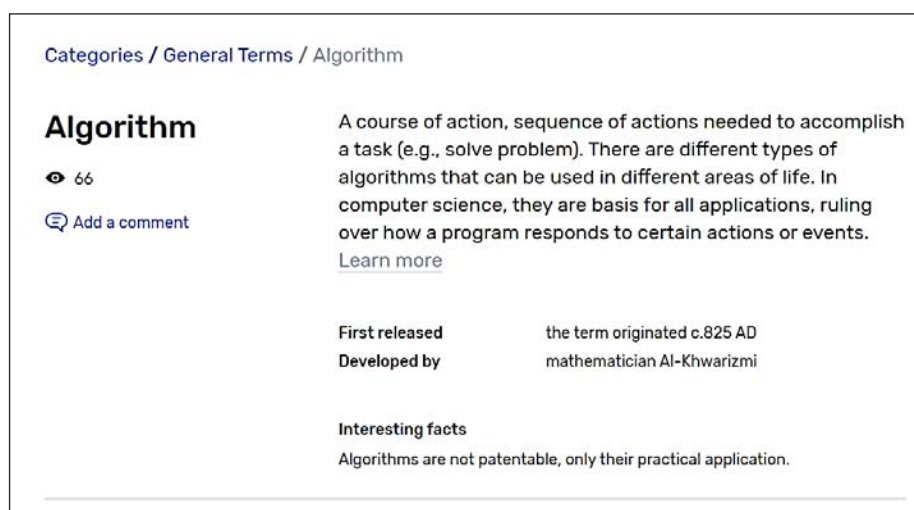 Categories / General Terms / Algorithm
Algorithm
66
Add a comment
A course of action, sequence of actions needed to accomplish
a task (e.g., solve problem). There are different types of
algorithms that can be used in different areas of life. In
computer science, they are basis for all applications, ruling
over how a program responds to certain actions or events.
Learn more
First released the term originated c.825 AD
Developed by mathematician Al-Khwarizmi
Interesting facts
Algorithms are not patentable, only their practical application.